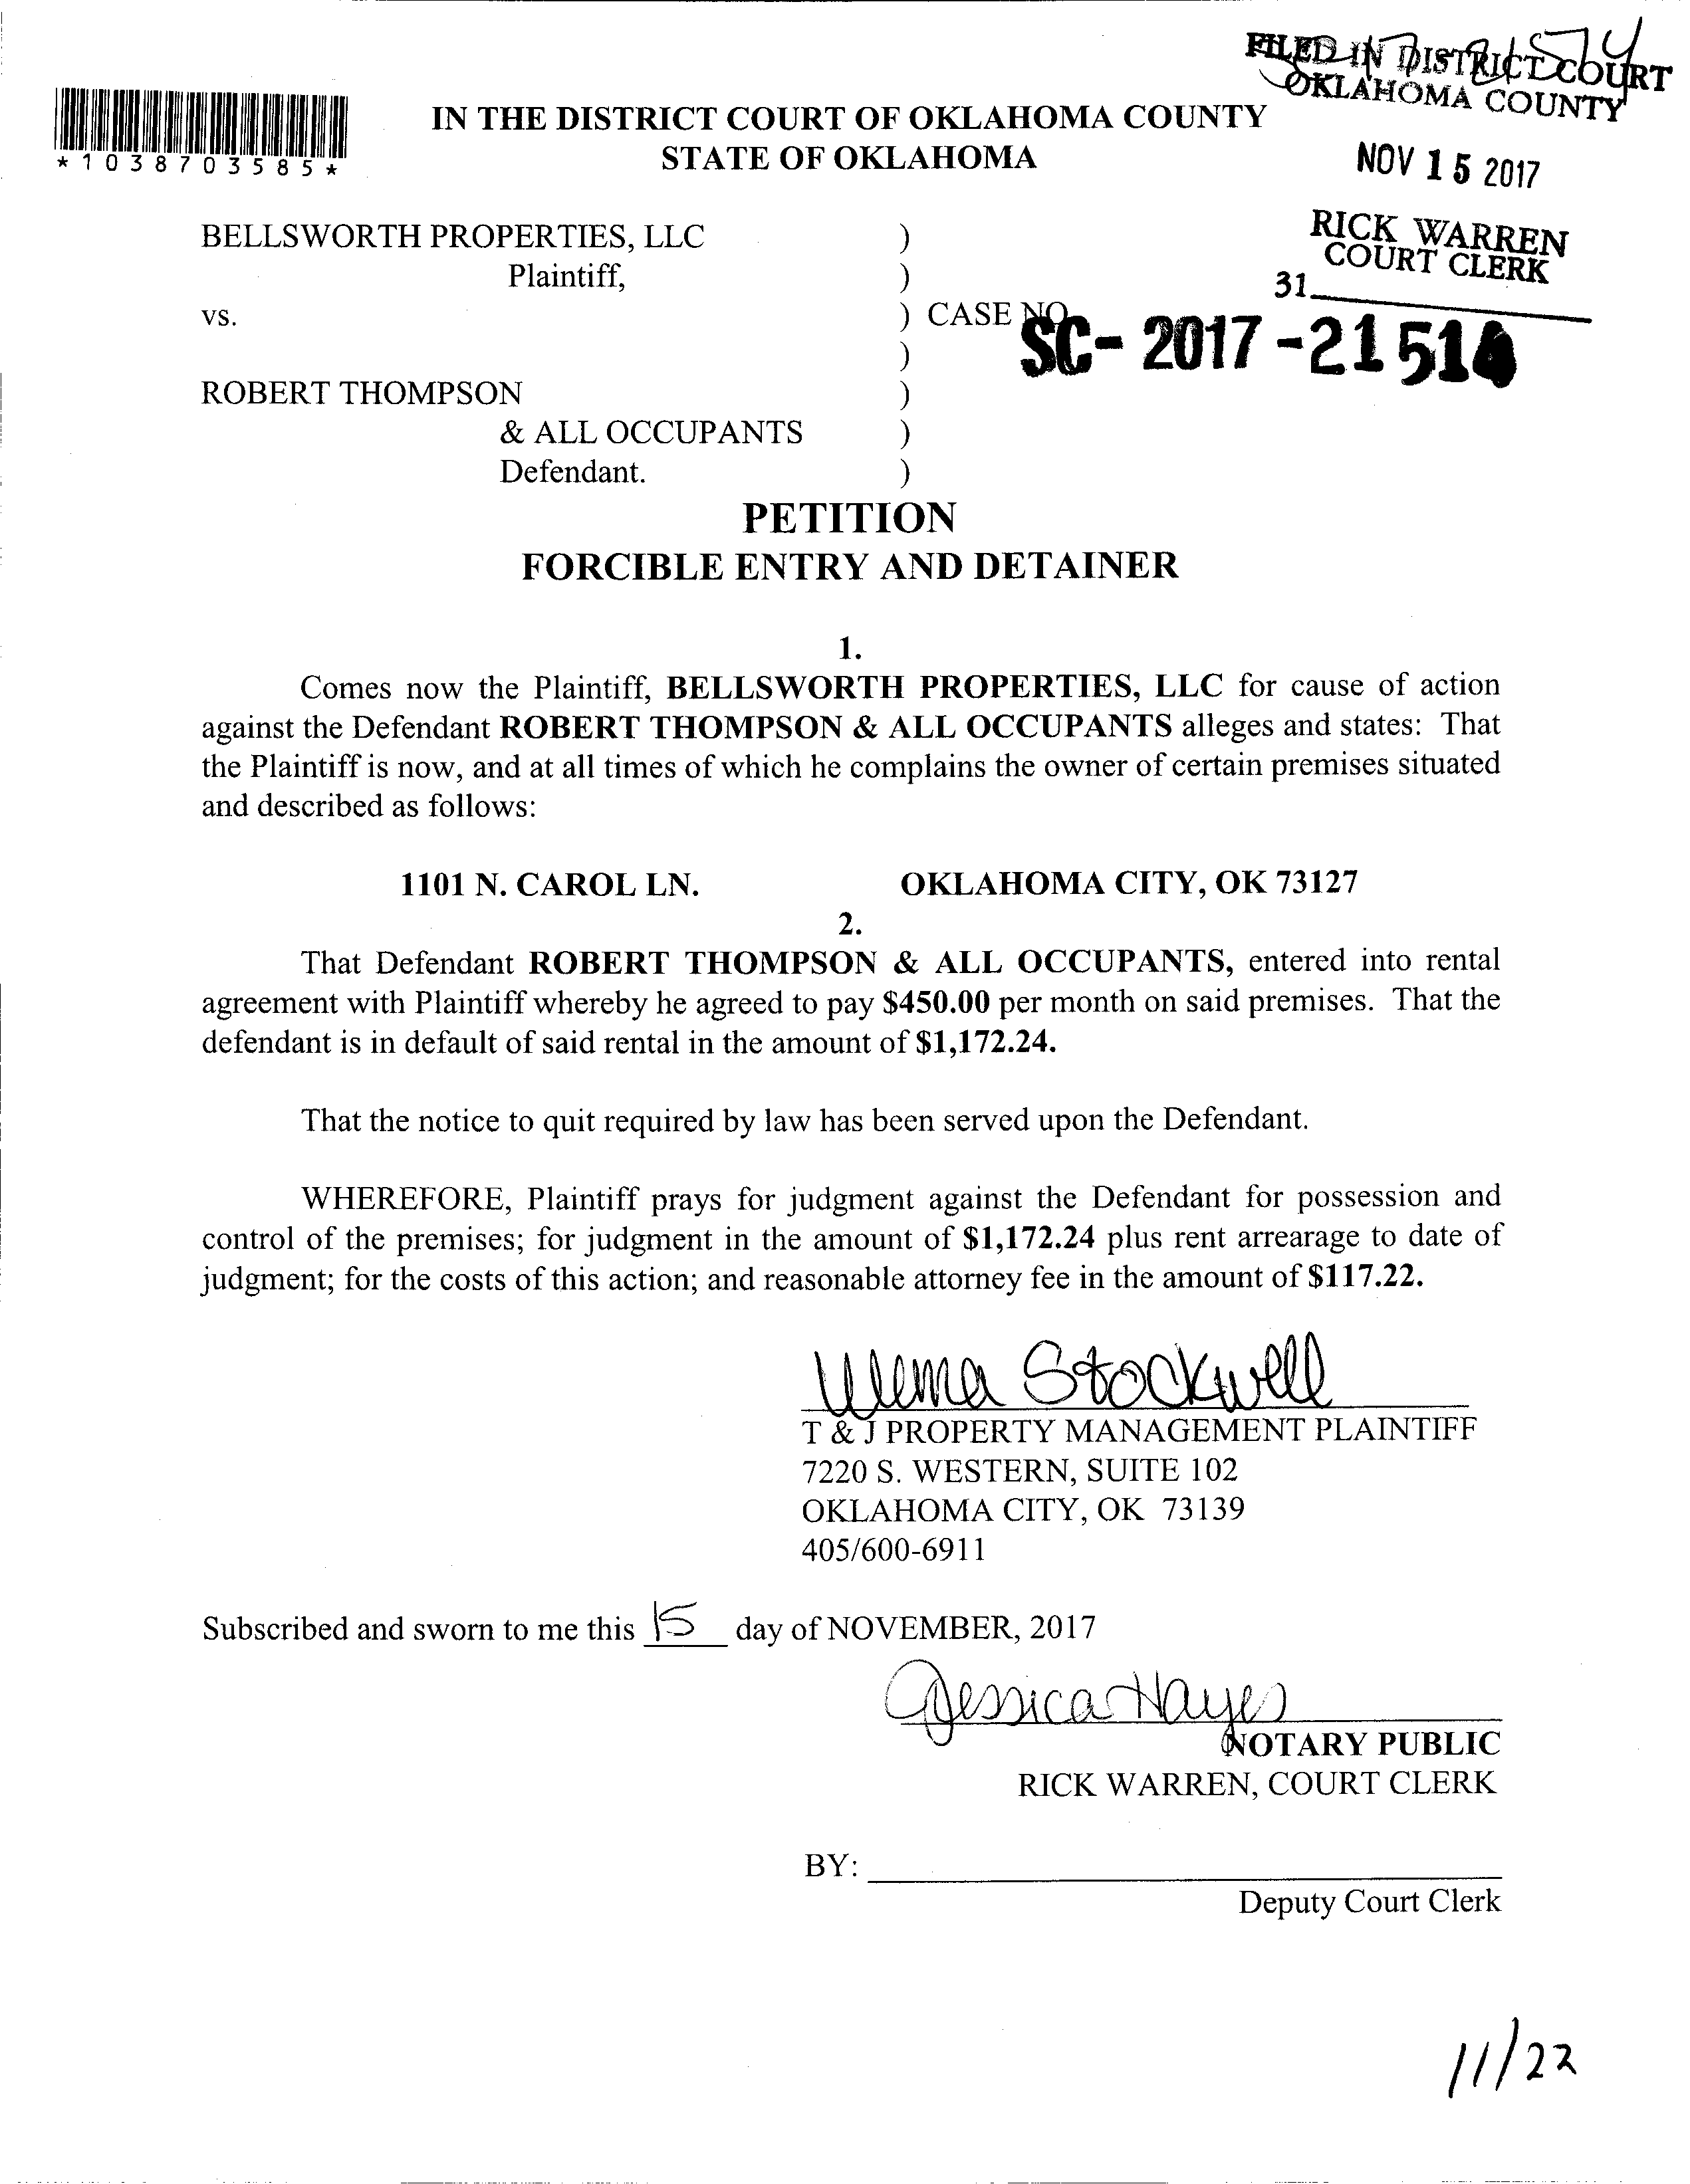 FILED IN DISTRICT COURT
OKLAHOMA COUNTY
IN THE DISTRICT COURT OF OKLAHOMA COUNTY
*1038703585*
STATE OF OKLAHOMA
NOV 15 2017
BELLSWORTH PROPERTIES, LLC )
RICK WARREN
COURT CLERK
Plaintiff, )
31
vs. ) CASE NO.
SC-2017-21514
)
ROBERT THOMPSON )
& ALL OCCUPANTS )
Defendant. )
PETITION
FORCIBLE ENTRY AND DETAINER
1.
Comes now the Plaintiff, BELLSWORTH PROPERTIES, LLC for cause of action
against the Defendant ROBERT THOMPSON & ALL OCCUPANTS alleges and states: That
the Plaintiff is now, and at all times of which he complains the owner of certain premises situated
and described as follows:
1101 N. CAROL LN. OKLAHOMA CITY, OK 73127
2.
That Defendant ROBERT THOMPSON & ALL OCCUPANTS, entered into rental
agreement with Plaintiff whereby he agreed to pay $450.00 per month on said premises. That the
defendant is in default of said rental in the amount of $1,172.24.
That the notice to quit required by law has been served upon the Defendant.
WHEREFORE, Plaintiff prays for judgment against the Defendant for possession and
control of the premises; for judgment in the amount of $1,172.24 plus rent arrearage to date of
judgment; for the costs of this action; and reasonable attorney fee in the amount of $117.22.
Stockwell
T & J PROPERTY MANAGEMENT PLAINTIFF
7220 S. WESTERN, SUITE 102
OKLAHOMA CITY, OK 73139
405/600-6911
Subscribed and sworn to me this 15 day of NOVEMBER, 2017
Jessica Hayes
NOTARY PUBLIC
RICK WARREN, COURT CLERK
BY:
Deputy Court Clerk
11/22